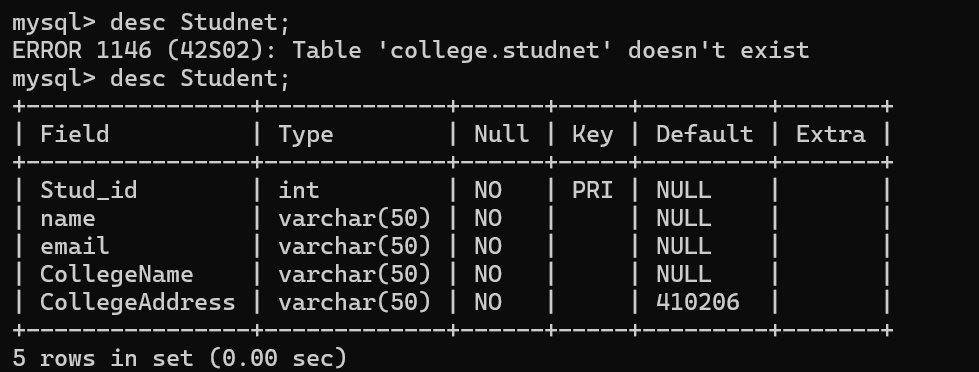 mysql> desc Studnet;
ERROR 1146 (42S02): Table 'college.studnet' doesn't exist
mysql> desc Student;
+----------------+-------------+------+-----+---------+-------+
| Field          | Type        | Null | Key | Default | Extra |
+----------------+-------------+------+-----+---------+-------+
| Stud_id        | int         | NO   | PRI | NULL    |       |
| name           | varchar(50) | NO   |     | NULL    |       |
| email          | varchar(50) | NO   |     | NULL    |       |
| CollegeName    | varchar(50) | NO   |     | NULL    |       |
| CollegeAddress | varchar(50) | NO   |     | 410206  |       |
+----------------+-------------+------+-----+---------+-------+
5 rows in set (0.00 sec)